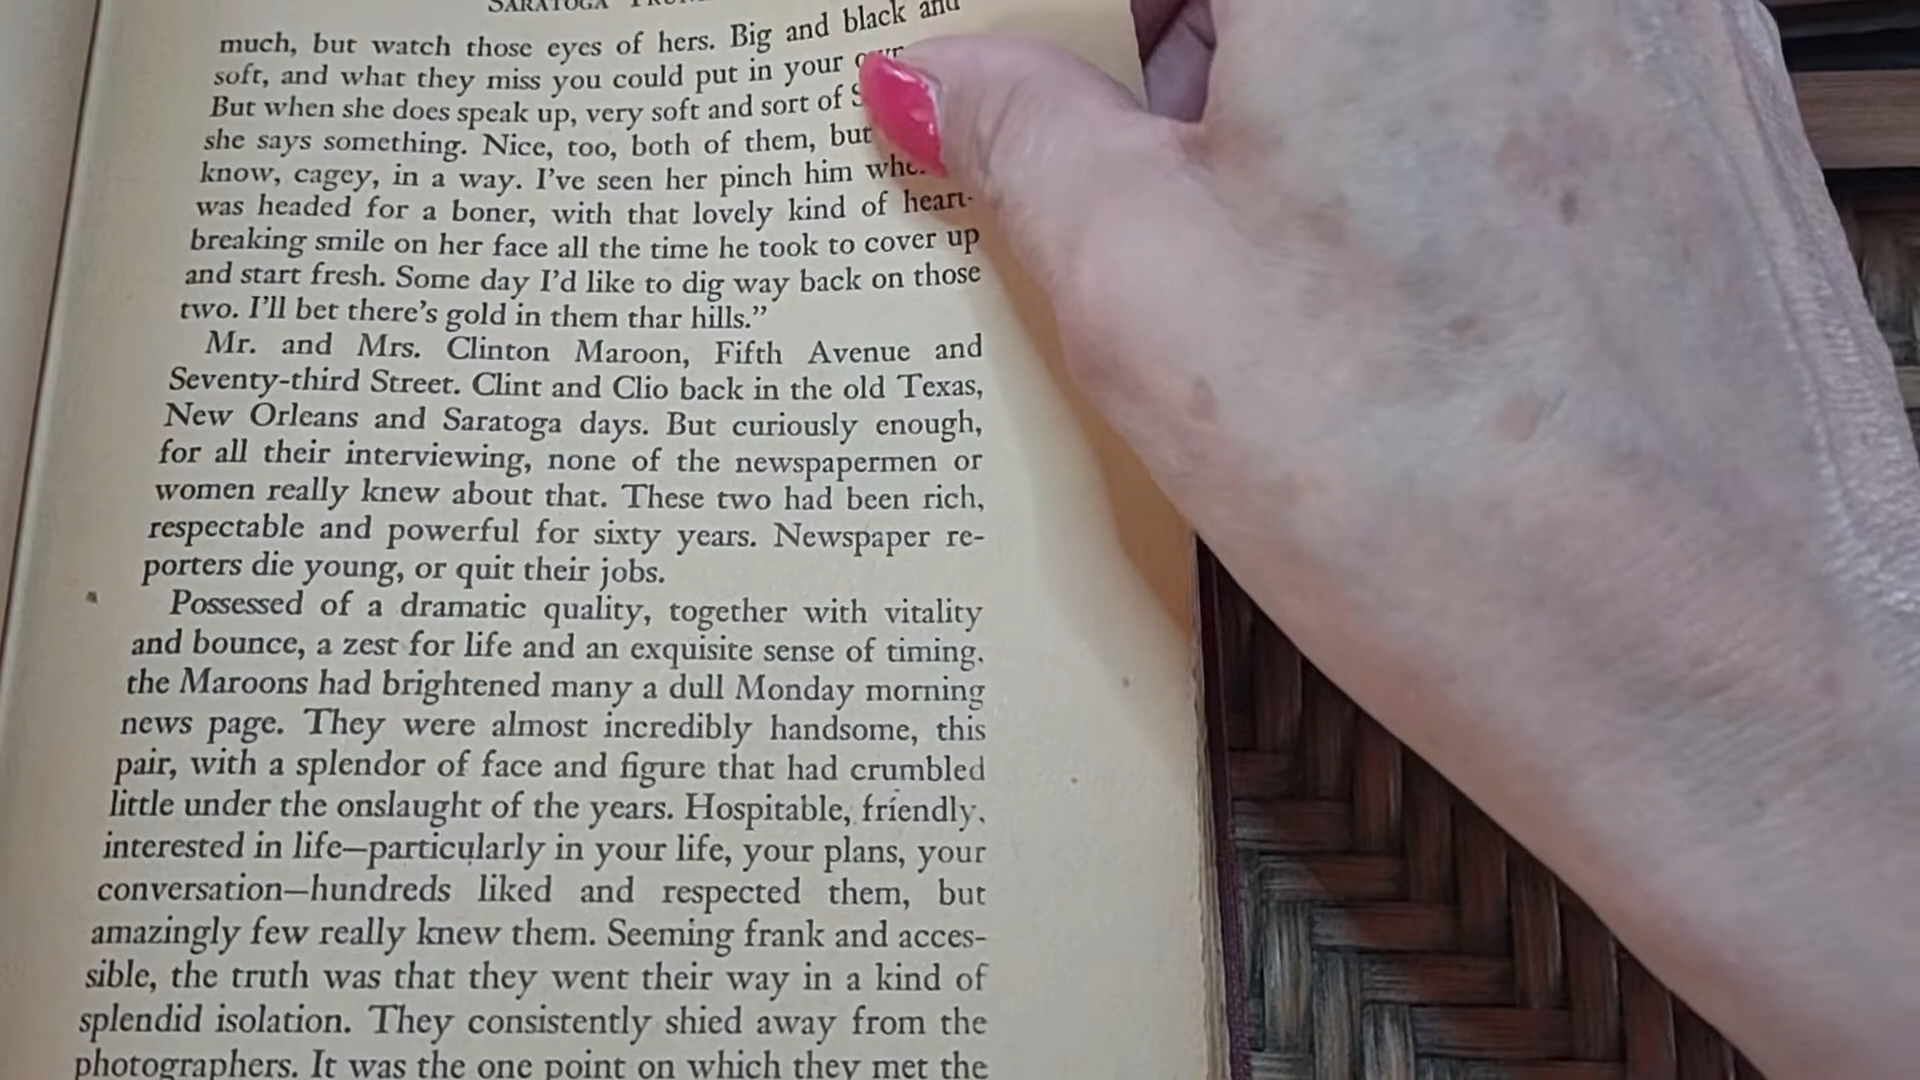 SARATOGA
much, but watch those eyes of hers. Big and black and
soft, and what they miss you could put in your
But when she does speak up, very soft and sort of
she says something. Nice, too, both of them, but
know, cagey, in a way. I've seen her pinch him
was headed for a boner, with that lovely kind of heart-
breaking smile on her face all the time he took to cover up
and start fresh. Some day I'd like to dig way back on those
two. I'll bet there's gold in them thar hills."
Mr. and Mrs. Clinton Maroon, Fifth Avenue and
Seventy-third Street. Clint and Clio back in the old Texas,
New Orleans and Saratoga days. But curiously enough,
for all their interviewing, none of the newspapermen or
women really knew about that. These two had been rich,
respectable and powerful for sixty years. Newspaper re-
porters die young, or quit their jobs.
Possessed of a dramatic quality, together with vitality
and bounce, a zest for life and an exquisite sense of timing,
the Maroons had brightened many a dull Monday morning
news page. They were almost incredibly handsome, this
pair, with a splendor of face and figure that had crumbled
little under the onslaught of the years. Hospitable, friendly,
interested in life—particularly in your life, your plans, your
conversation—hundreds liked and respected them, but
amazingly few really knew them. Seeming frank and acces-
sible, the truth was that they went their way in a kind of
splendid isolation. They consistently shied away from the
photographers. It was the one point on which they met the